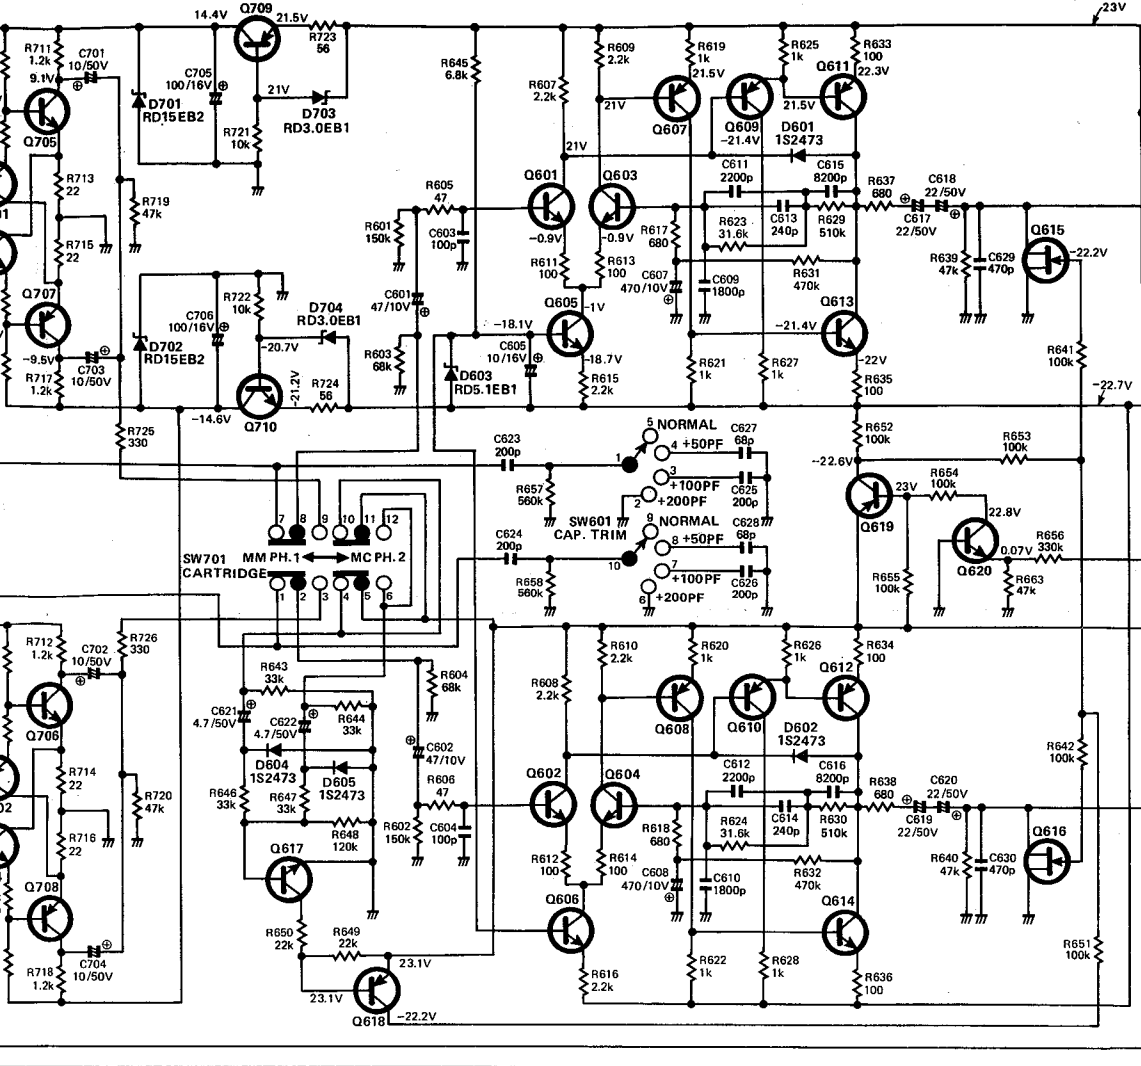 23V
Q709
14.4V
21.5V
R723
56
R711
1.2k
C701
10/50V
9.1V
C705
100/16V
21V
D701
RD15EB2
D703
RD3.0EB1
Q705
R721
10k
R645
6.8k
R609
2.2k
R607
2.2k
21V
R619
1k
21.5V
R625
1k
R633
100
Q611
22.3V
21.5V
Q607
Q609
-21.4V
D601
1S2473
21V
R713
22
R719
47k
R715
22
R605
47
R601
150k
C603
100p
Q601
Q603
-0.9V
-0.9V
R611
100
R613
100
C611
2200p
C615
8200p
R637
680
C618
22/50V
C617
22/50V
R617
680
R623
31.6k
C613
240p
R629
510k
C607
470/10V
C609
1800p
R631
470k
R639
47k
C629
470p
Q615
-22.2V
Q707
R722
10k
D704
RD3.0EB1
C706
100/16V
D702
RD15EB2
-20.7V
-9.5V
C703
10/50V
R717
1.2k
-14.6V
Q710
-21.2V
R724
56
C601
47/10V
R603
68k
-18.1V
C605
10/16V
D603
RD5.1EB1
Q605
-1V
-18.7V
R615
2.2k
Q613
-21.4V
-22V
R621
1k
R627
1k
R635
100
R641
100k
-22.7V
R725
330
C623
200p
R657
560k
5 NORMAL
4 +50PF
3
+100PF
2 +200PF
1
C627
68p
C625
200p
SW601
CAP. TRIM
R652
100k
--22.6V
R653
100k
R654
100k
23V
Q619
22.8V
0.07V
Q620
R656
330k
R655
100k
R663
47k
7 8 9 10 11 12
SW701
CARTRIDGE
MM PH.1
MC PH.2
1 2 3 4 5 6
C624
200p
R658
560k
9 NORMAL
8 +50PF
7
+100PF
6 +200PF
10
C628
68p
C626
200p
R712
1.2k
C702
10/50V
R726
330
Q706
R714
22
R720
47k
R716
22
Q708
C704
10/50V
R718
1.2k
R643
33k
C621
4.7/50V
C622
4.7/50V
R644
33k
D604
1S2473
D605
1S2473
R646
33k
R647
33k
R648
120k
Q617
R650
22k
R649
22k
23.1V
23.1V
Q618
-22.2V
R604
68k
C602
47/10V
R606
47
R602
150k
C604
100p
R610
2.2k
R608
2.2k
R620
1k
R626
1k
R634
100
Q612
Q608
Q610
D602
1S2473
Q602
Q604
C612
2200p
C616
8200p
R638
680
C620
22/50V
C619
22/50V
R618
680
R624
31.6k
C614
240p
R630
510k
R612
100
R614
100
C608
470/10V
C610
1800p
R632
470k
R640
47k
C630
470p
Q616
R642
100k
R651
100k
Q606
Q614
R616
2.2k
R622
1k
R628
1k
R636
100